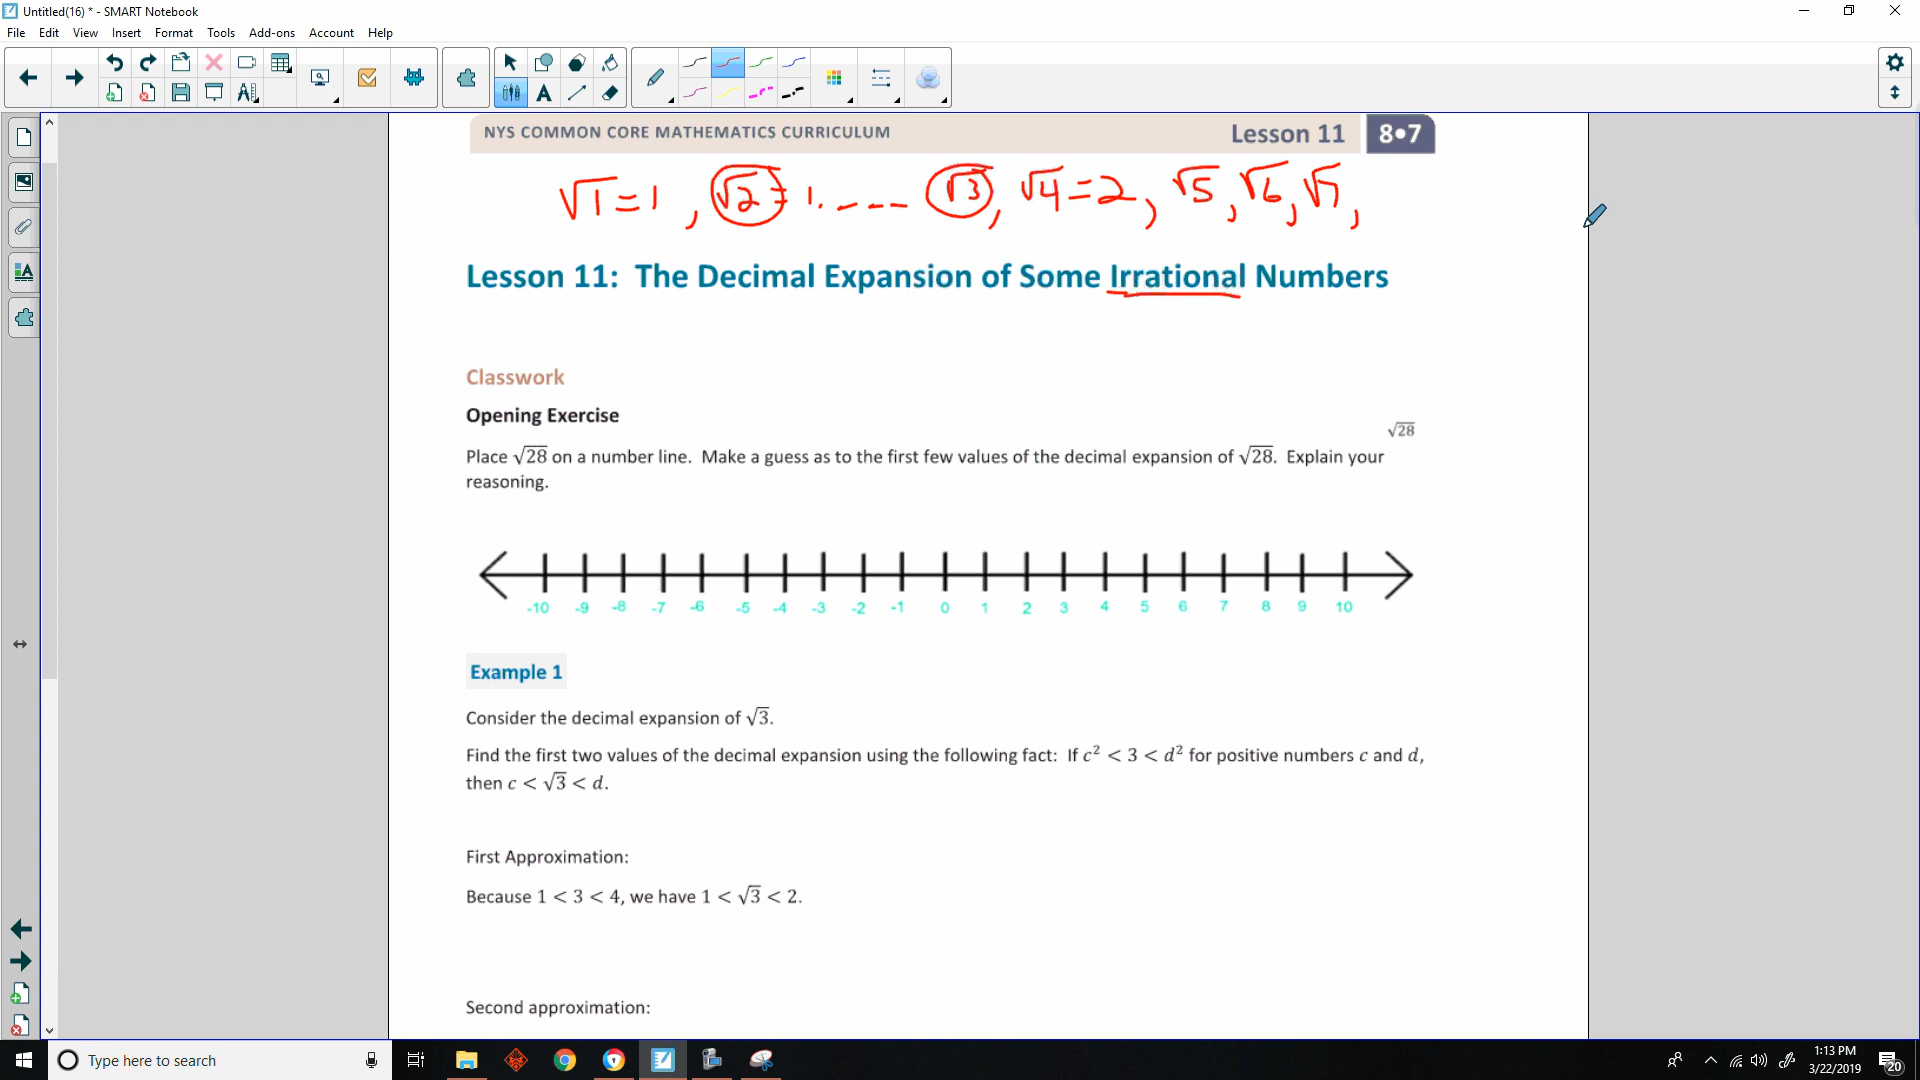 Untitled(16) * - SMART Notebook
File Edit View Insert Format Tools Add-ons Account Help
NYS COMMON CORE MATHEMATICS CURRICULUM Lesson 11 8•7
√1 = 1 , √2 = 1. – – – – √3, √4 = 2, √5, √6, √7,
Lesson 11: The Decimal Expansion of Some Irrational Numbers
Classwork
Opening Exercise
√28
Place √28 on a number line. Make a guess as to the first few values of the decimal expansion of √28. Explain your
reasoning.
-10 -9 -8 -7 -6 -5 -4 -3 -2 -1 0 1 2 3 4 5 6 7 8 9 10
Example 1
Consider the decimal expansion of √3.
Find the first two values of the decimal expansion using the following fact: If c² < 3 < d² for positive numbers c and d,
then c < √3 < d.
First Approximation:
Because 1 < 3 < 4, we have 1 < √3 < 2.
Second approximation:
Type here to search
1:13 PM
3/22/2019
20